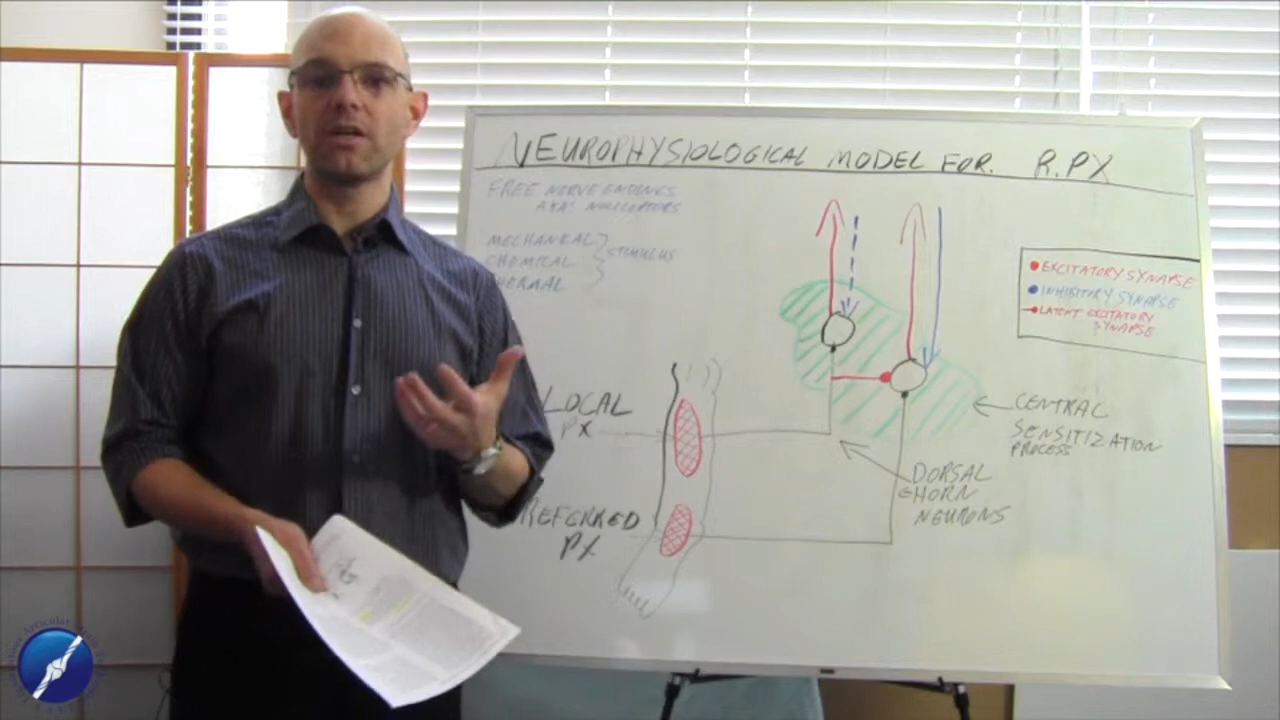 NEUROPHYSIOLOGICAL MODEL FOR. R.PX
FREE NERVE ENDINGS
AKA: NOCICEPTORS
MECHANICAL
CHEMICAL
STIMULUS
EXCITATORY SYNAPSE
INHIBITORY SYNAPSE
LATENT EXCITATORY
SYNAPSE
LOCAL
PX
REFERRED
PX
CENTRAL
SENSITIZATION
PROCESS
DORSAL
HORN
NEURONS